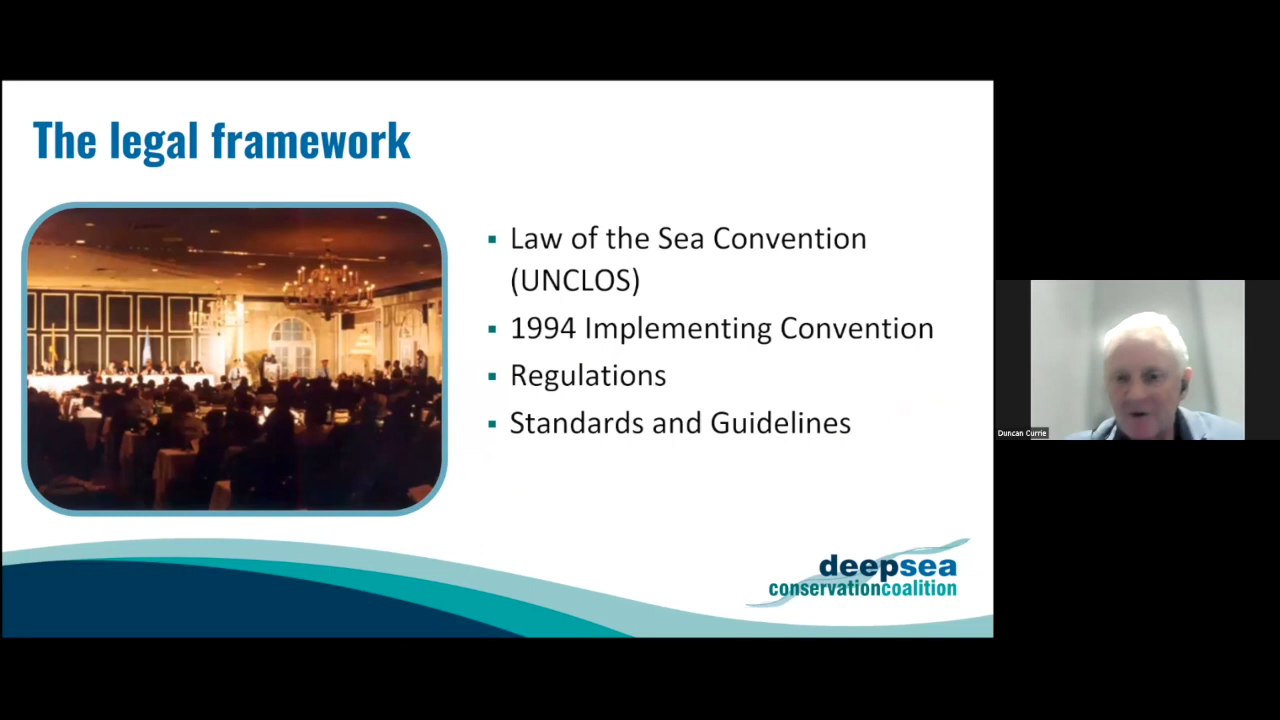 The legal framework
▪ Law of the Sea Convention
(UNCLOS)
▪ 1994 Implementing Convention
▪ Regulations
▪ Standards and Guidelines
deepsea
conservationcoalition
Duncan Currie